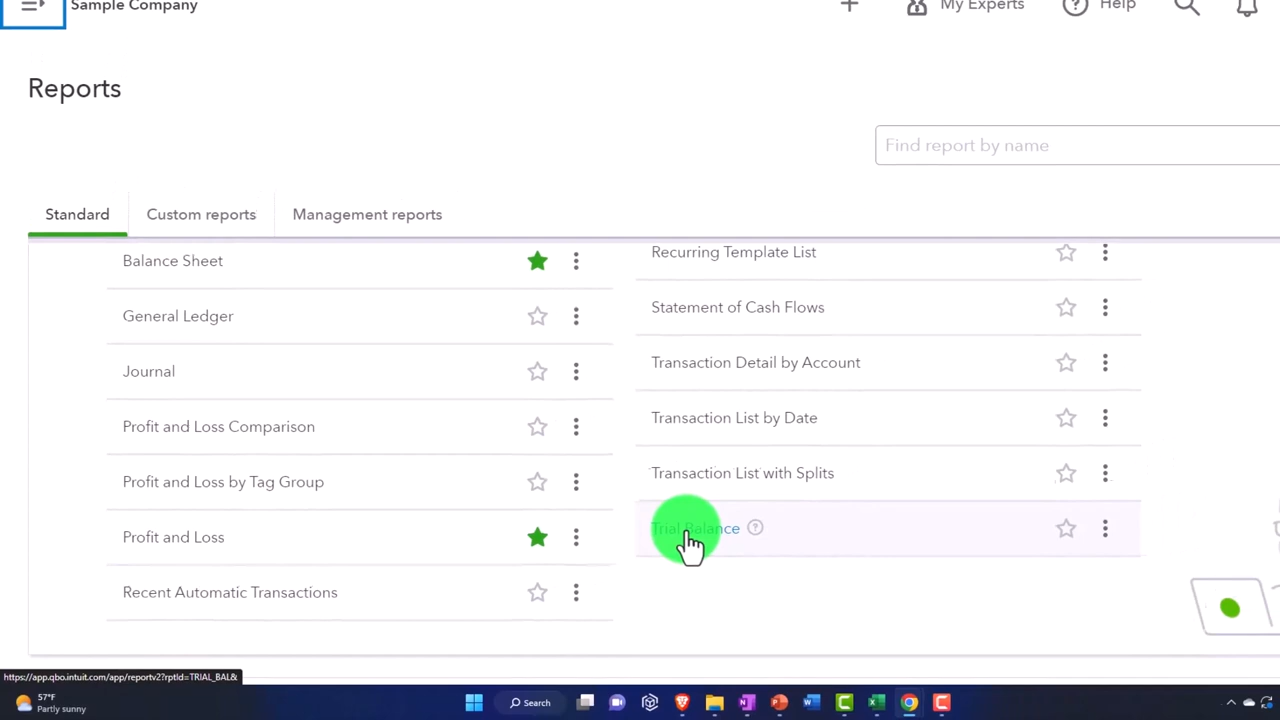 Sample Company
My Experts
Help
Reports
Find report by name
Standard
Custom reports
Management reports
Balance Sheet
General Ledger
Journal
Profit and Loss Comparison
Profit and Loss by Tag Group
Profit and Loss
Recent Automatic Transactions
Recurring Template List
Statement of Cash Flows
Transaction Detail by Account
Transaction List by Date
Transaction List with Splits
Trial Balance
https://app.qbo.intuit.com/app/reportv2?rptId=TRIAL_BAL&
57°F
Partly sunny
Search